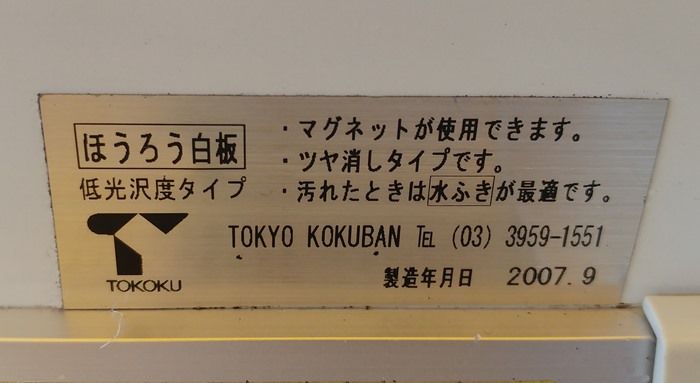 ほうろう白板
低光沢度タイプ
・マグネットが使用できます。
・ツヤ消しタイプです。
・汚れたときは水ふきが最適です。
TOKOKU
TOKYO KOKUBAN ℡ (03) 3959-1551
製造年月日 2007.9